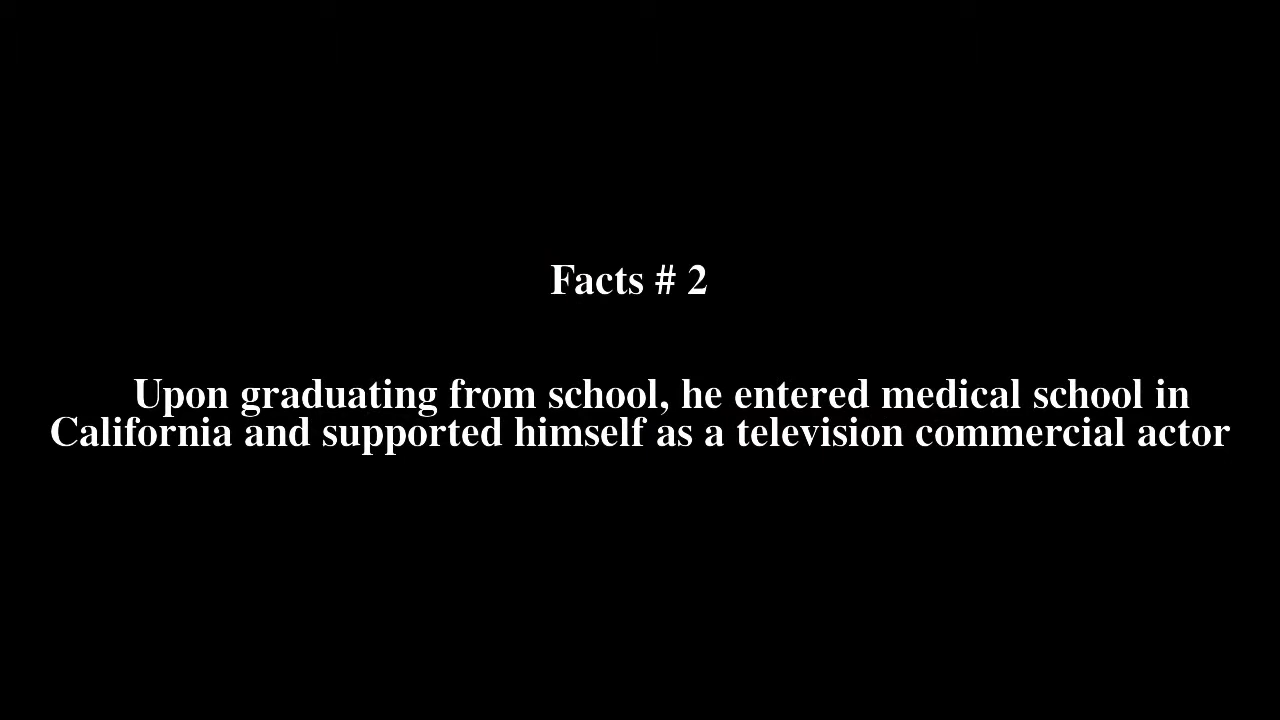 Facts # 2
Upon graduating from school, he entered medical school in
California and supported himself as a television commercial actor